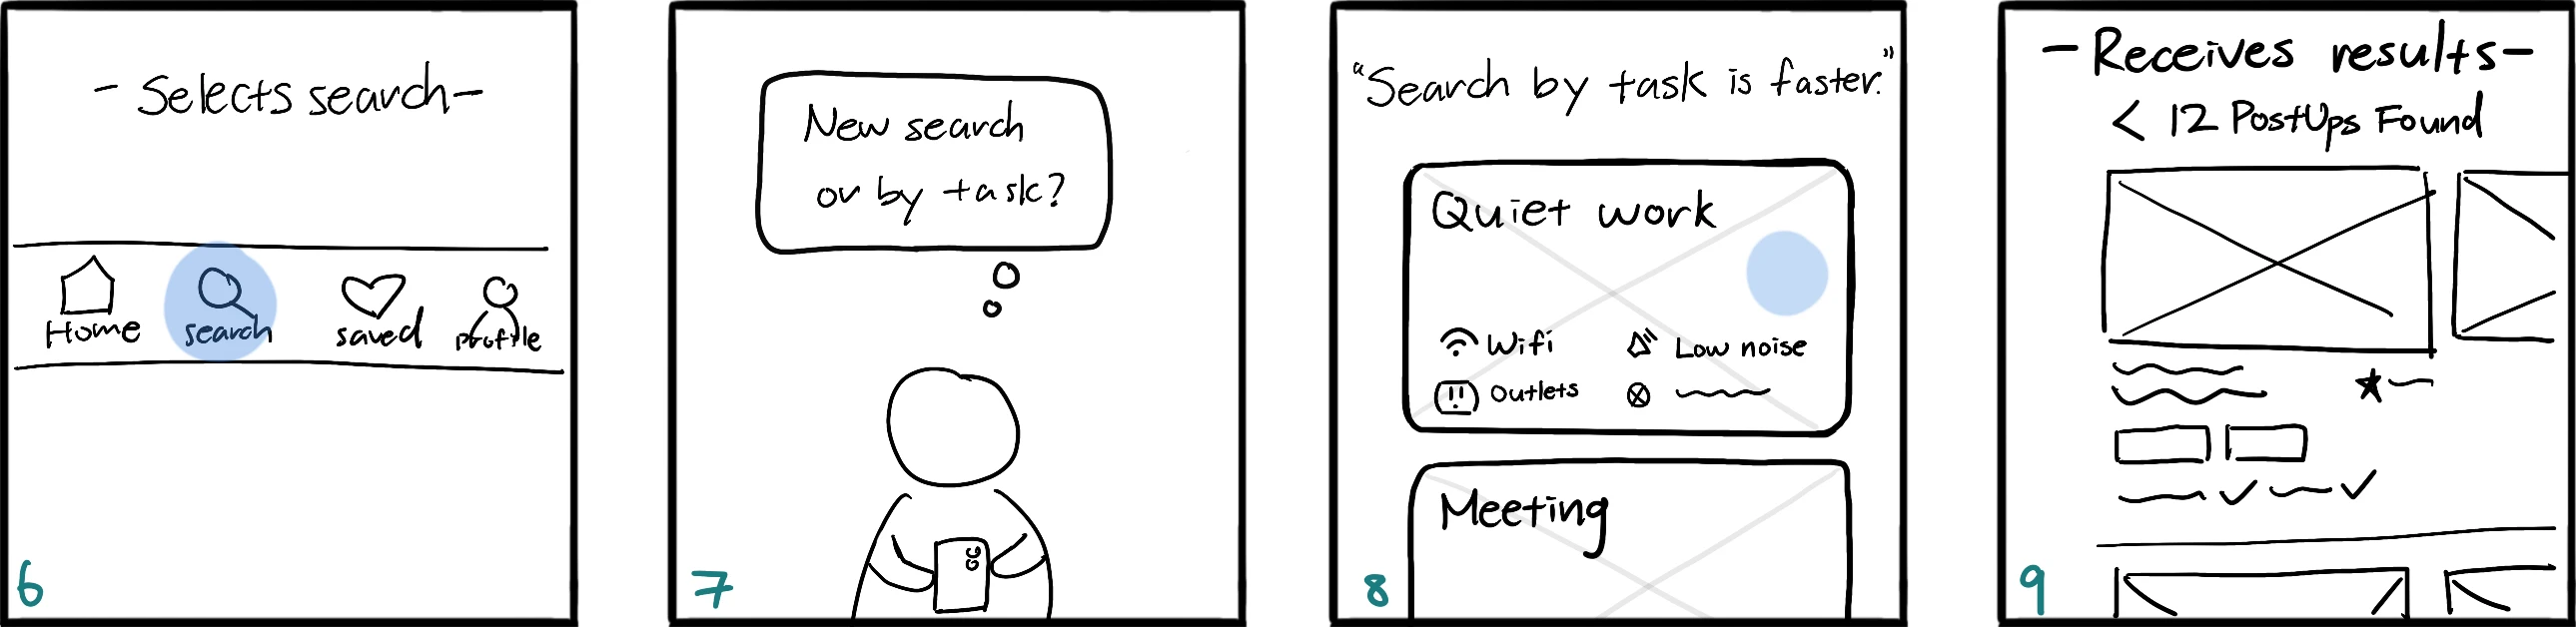 - Selects search -
Home
search
saved
profile
6
New search
or by task?
7
"Search by task is faster."
Quiet work
Wifi
Low noise
Outlets
Meeting
8
- Receives results -
< 12 PostUps Found
9